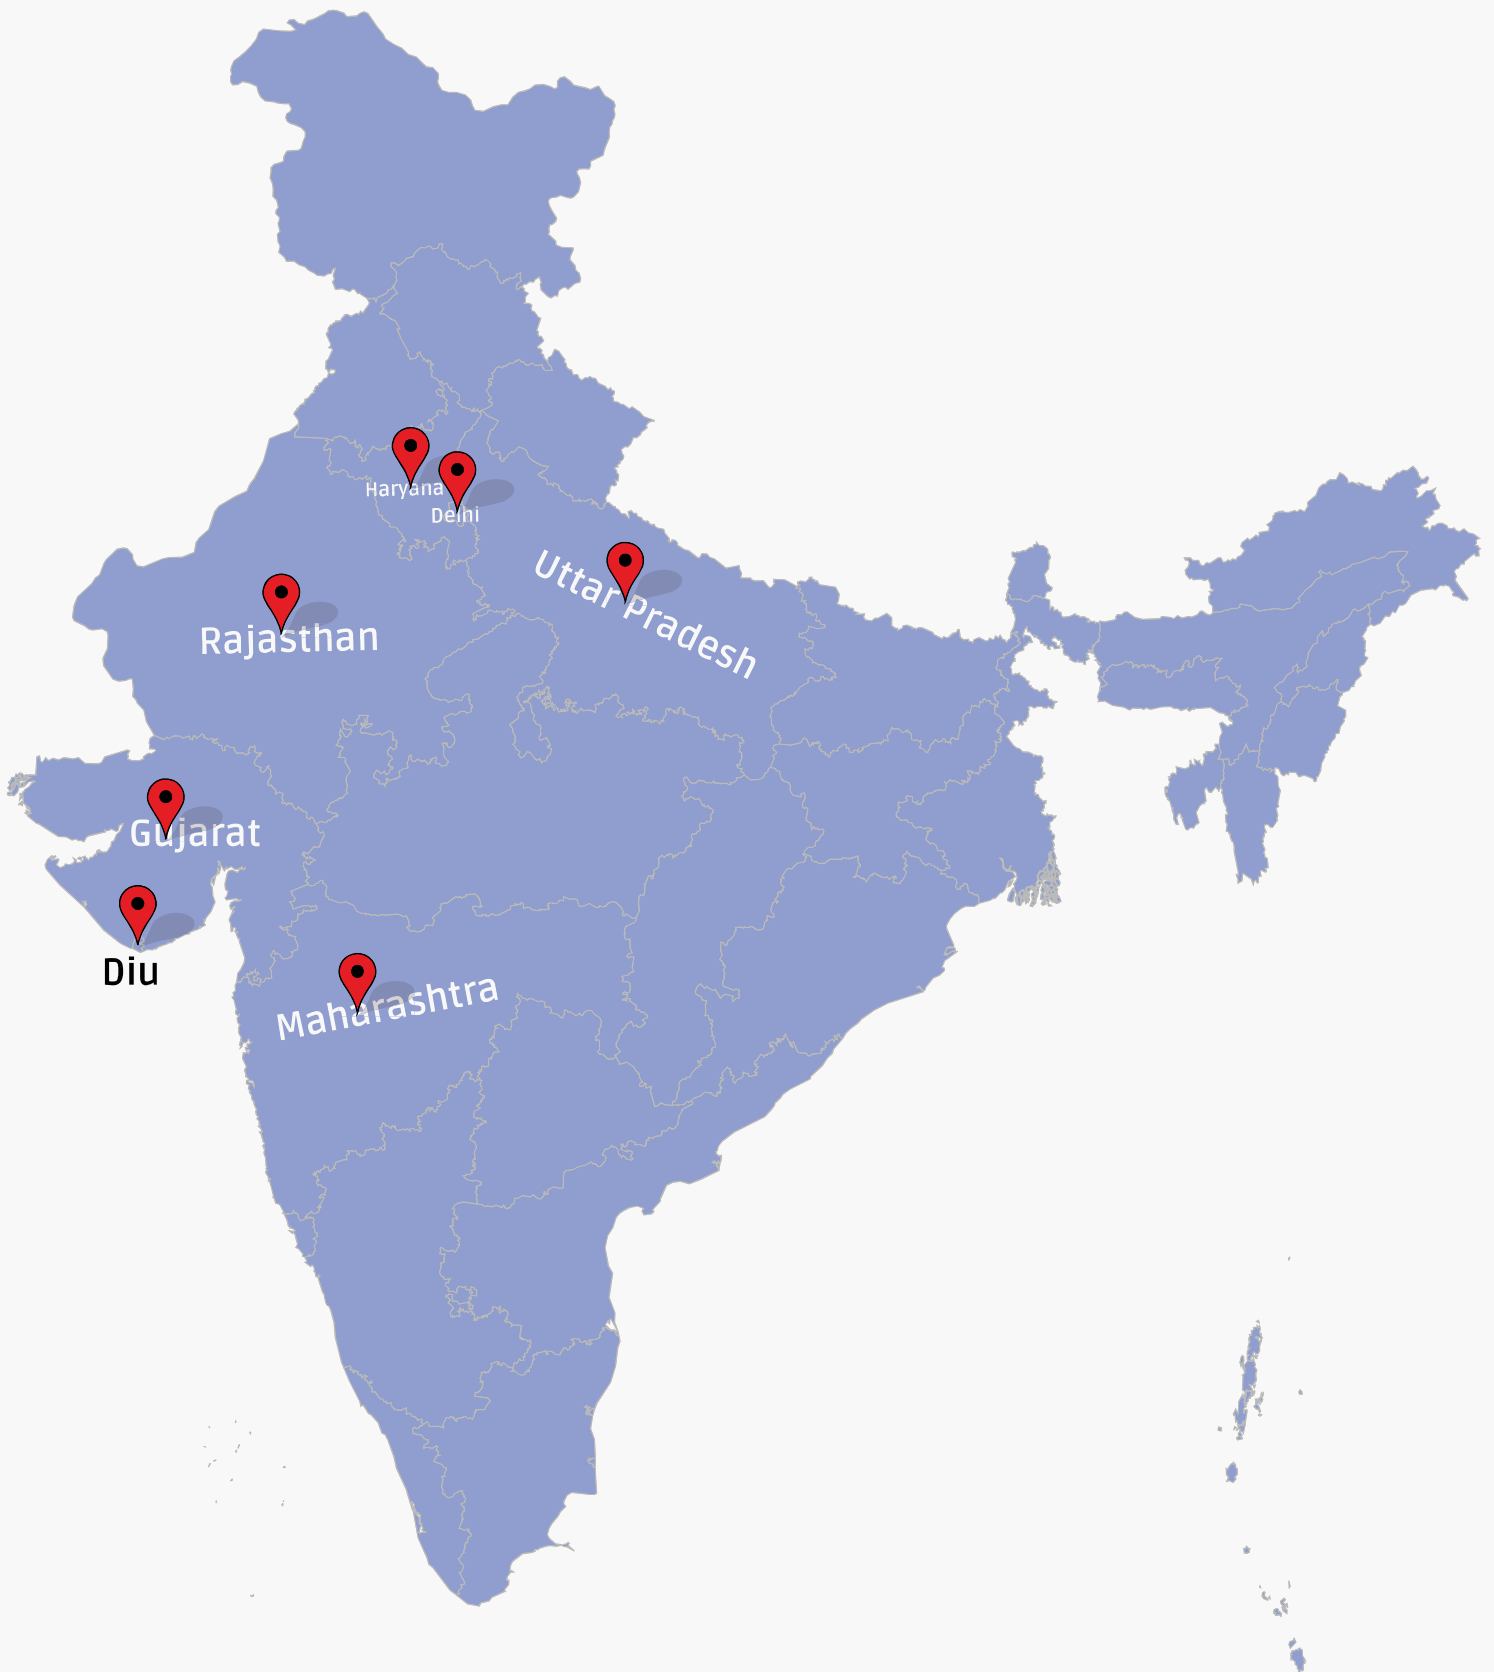 Haryana
Delhi
Uttar Pradesh
Rajasthan
Gujarat
Diu
Maharashtra